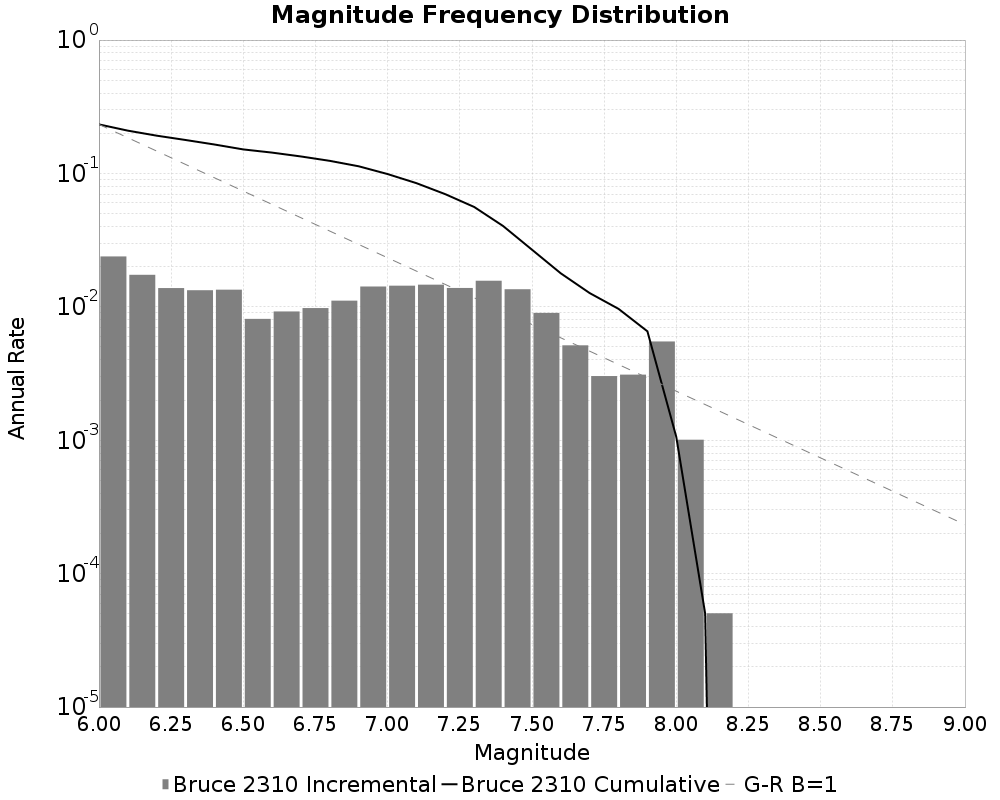 Magnitude Frequency Distribution
10^0
10^-1
10^-2
10^-3
10^-4
10^-5
Annual Rate
6.00 6.25 6.50 6.75 7.00 7.25 7.50 7.75 8.00 8.25 8.50 8.75 9.00
Magnitude
Bruce 2310 Incremental Bruce 2310 Cumulative G-R B=1